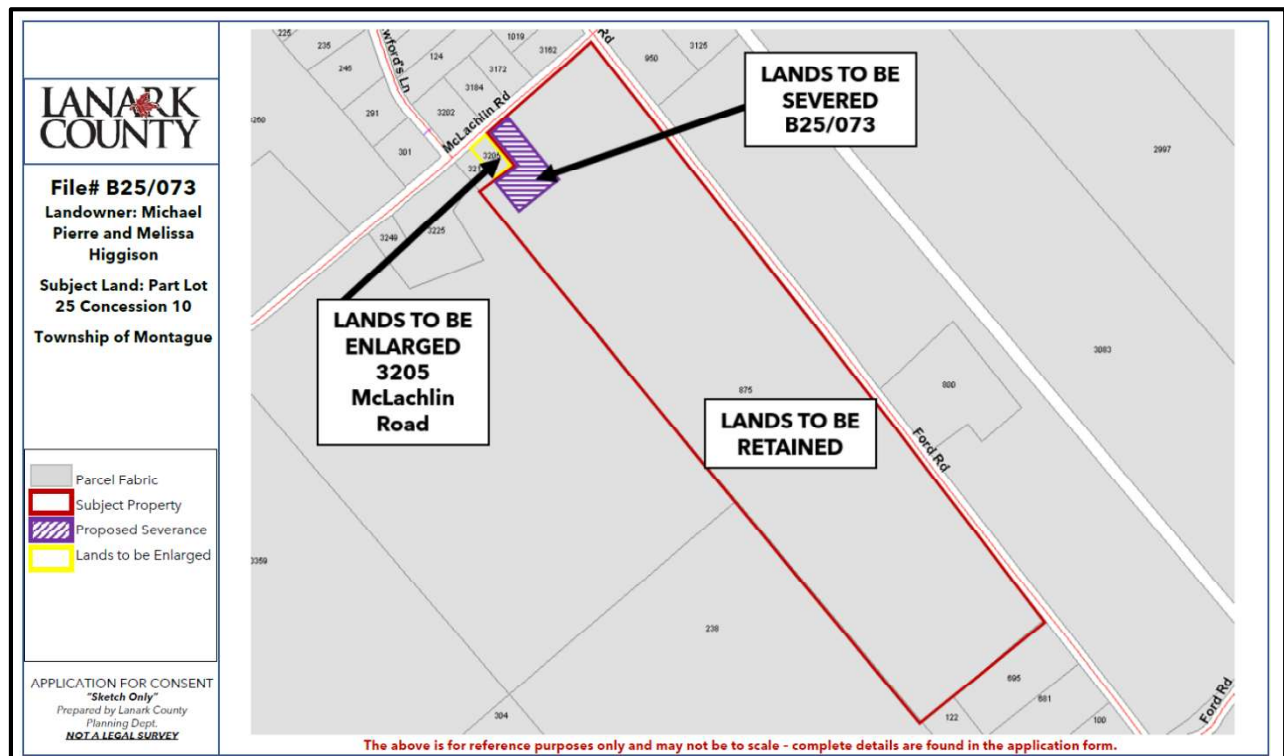 LANARK
COUNTY
File# B25/073
Landowner: Michael
Pierre and Melissa
Higgison
Subject Land: Part Lot
25 Concession 10
Township of Montague
Parcel Fabric
Subject Property
Proposed Severance
Lands to be Enlarged
APPLICATION FOR CONSENT
"Sketch Only"
Prepared by Lanark County
Planning Dept.
NOT A LEGAL SURVEY
225
235
246
291
301
wford's Ln
124
1019
3162
3172
3184
3202
McLachlin Rd
Rd
950
3125
LANDS TO BE
SEVERED
B25/073
2997
3205
3249
3225
LANDS TO BE
ENLARGED
3205
McLachlin
Road
3083
800
875
LANDS TO BE
RETAINED
Ford Rd
238
304
695
681
122
100
Ford Rd
The above is for reference purposes only and may not be to scale - complete details are found in the application form.